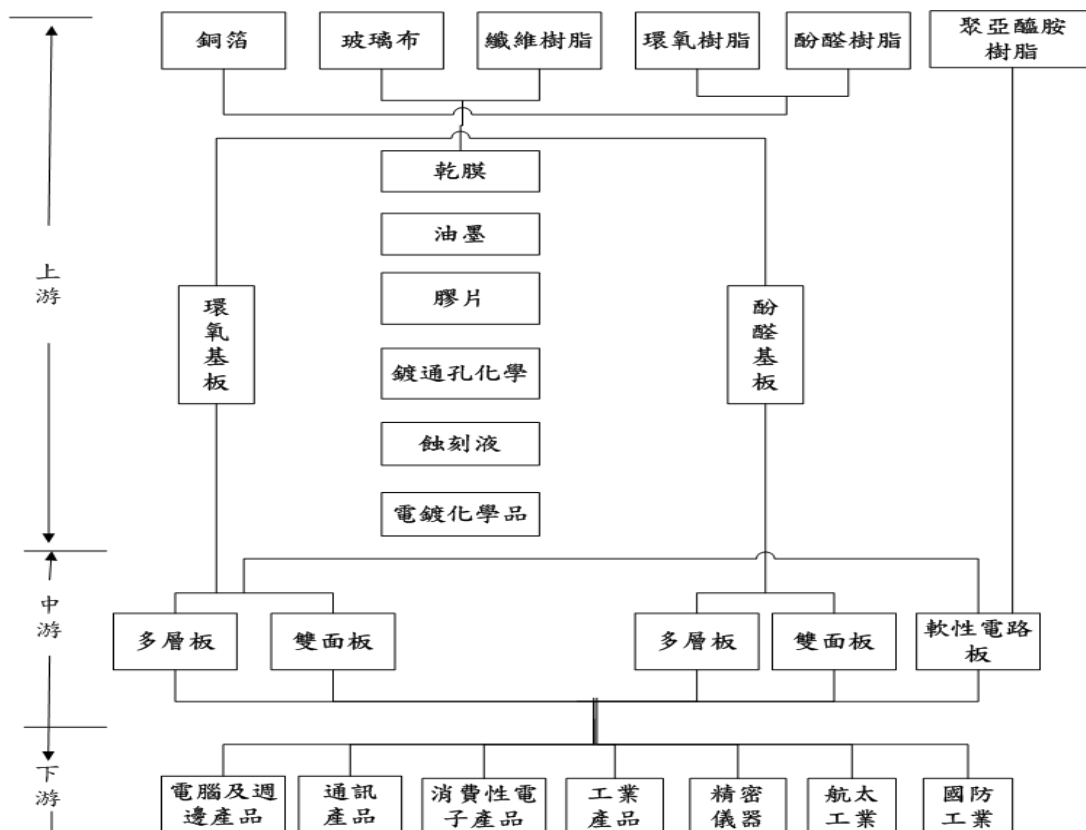 銅箔
玻璃布
纖維樹脂
環氧樹脂
酚醛樹脂
聚亞醯胺
樹脂
乾膜
油墨
膠片
鍍通孔化學
蝕刻液
電鍍化學品
上
游
環
氧
基
板
酚
醛
基
板
中
游
多層板
雙面板
多層板
雙面板
軟性電路
板
下
游
電腦及週
邊產品
通訊
產品
消費性電
子產品
工業
產品
精密
儀器
航太
工業
國防
工業